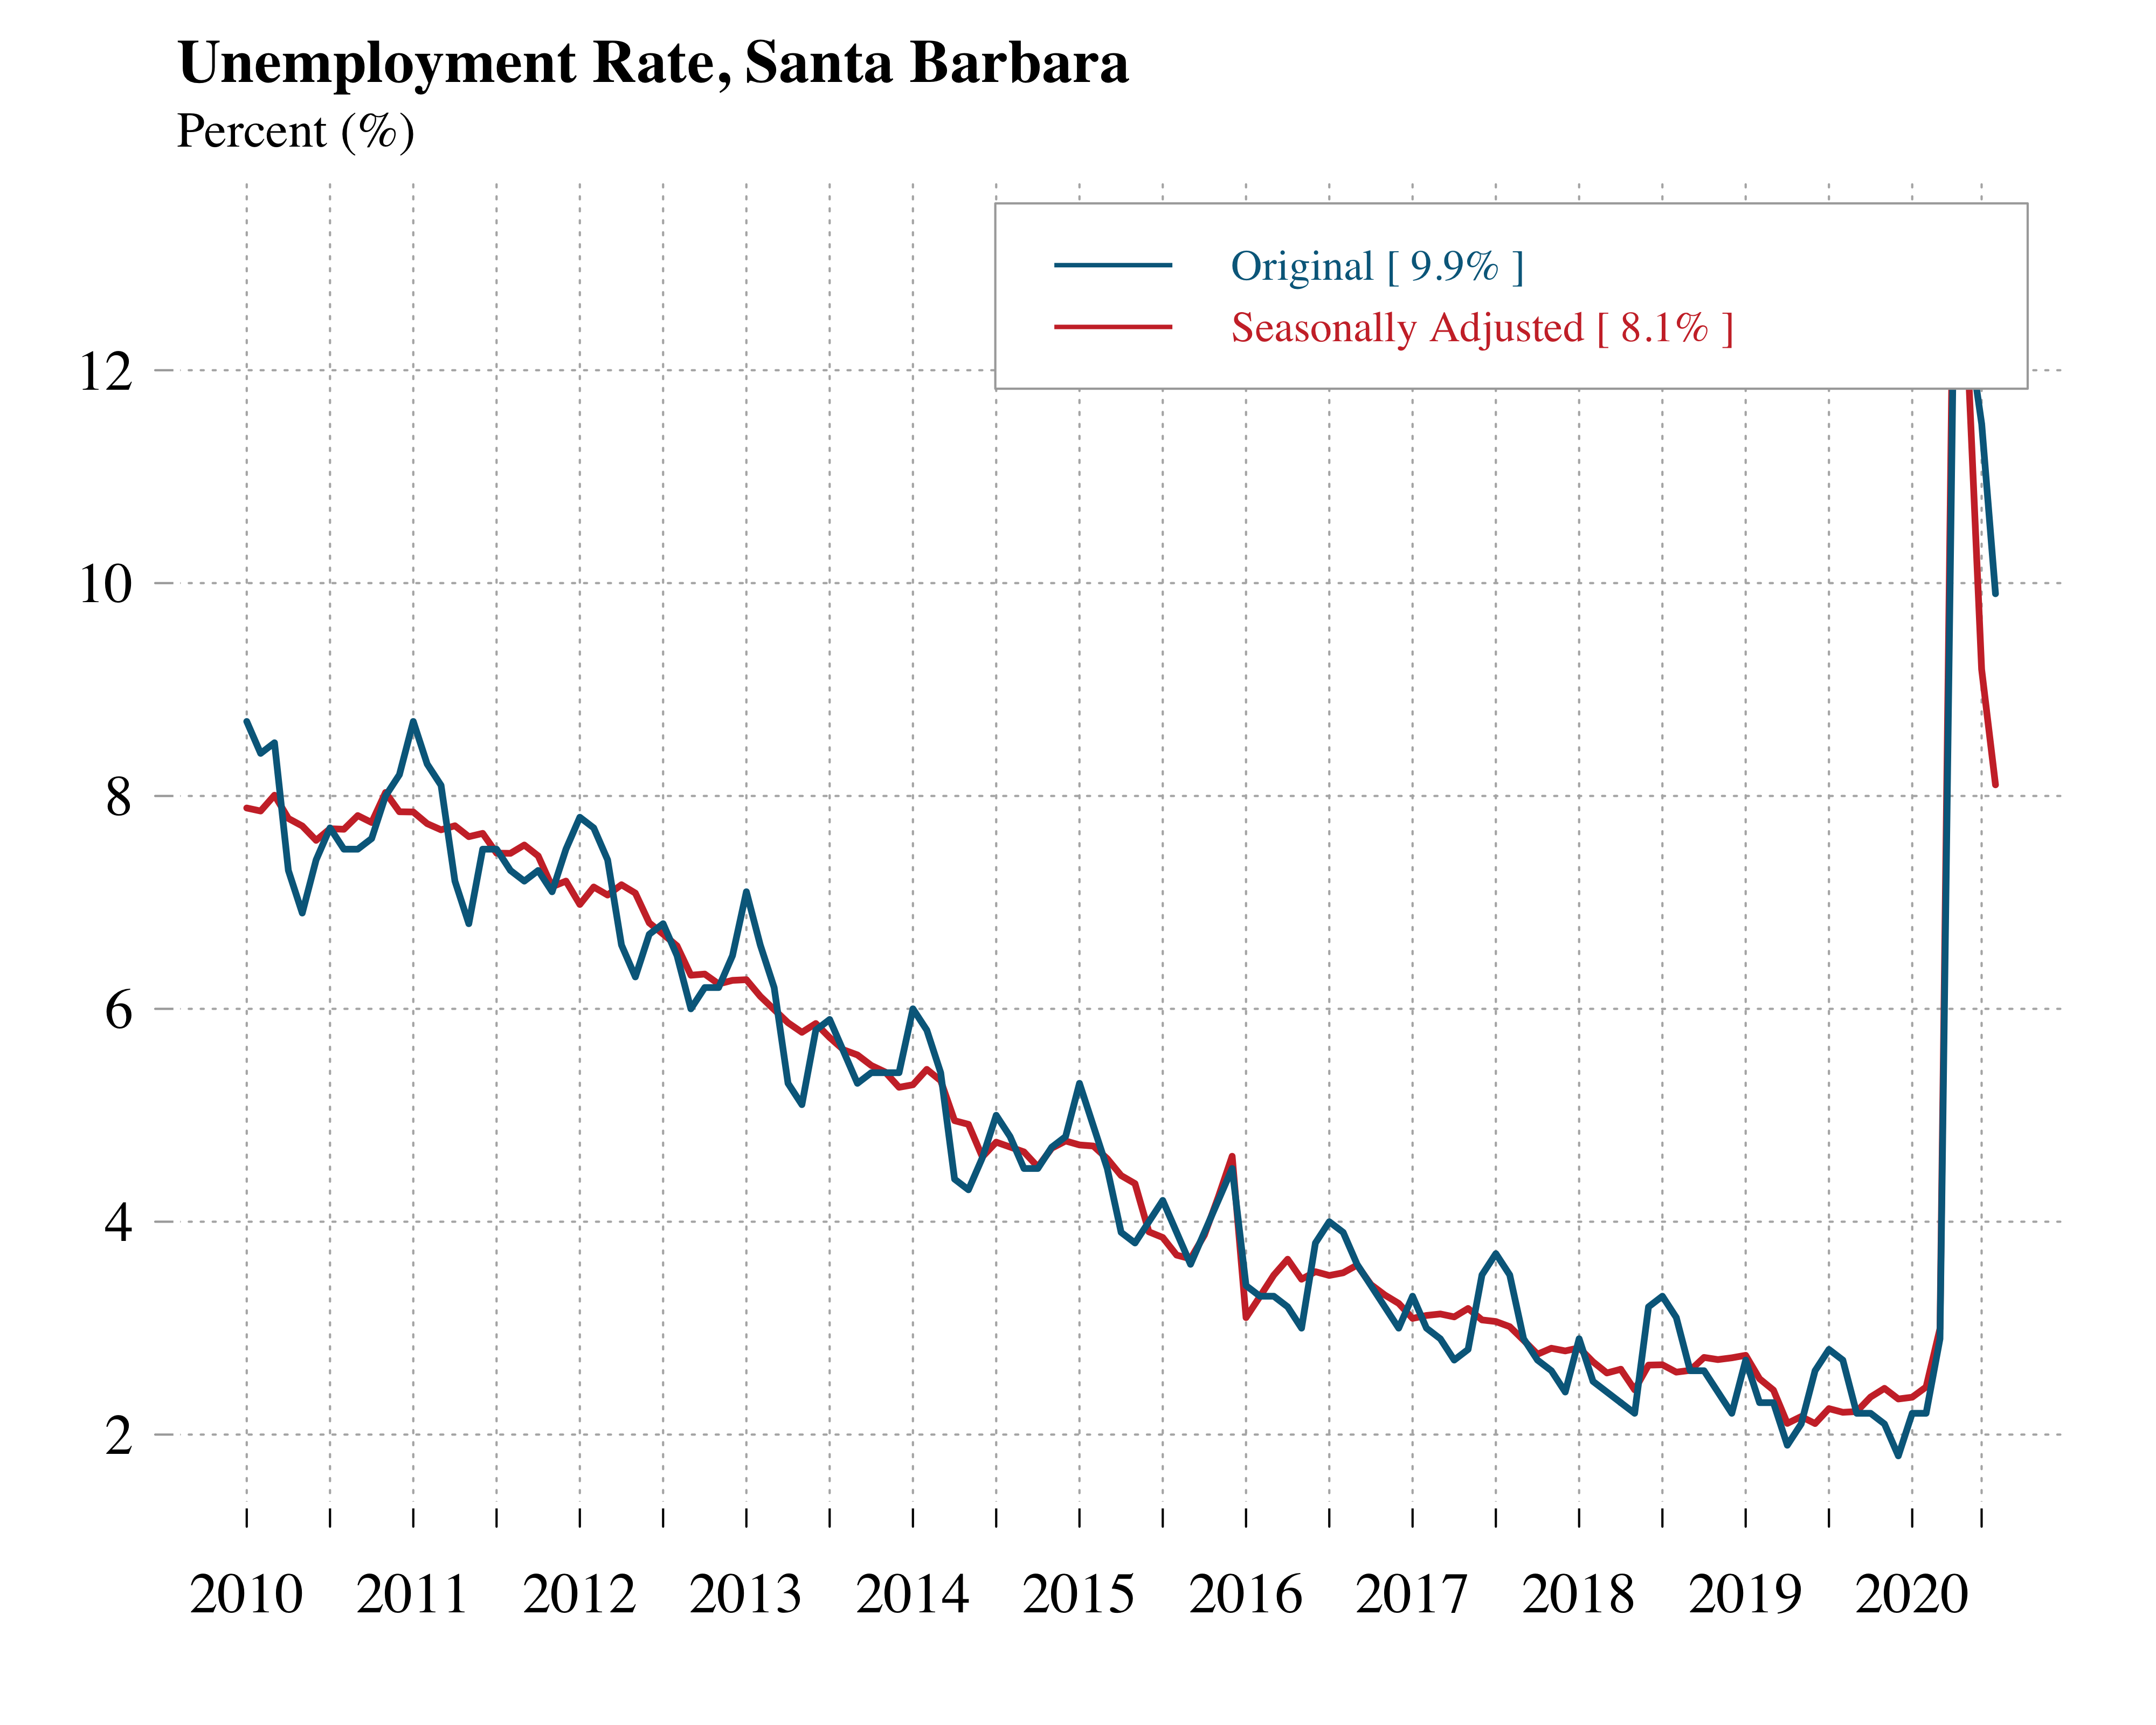 Unemployment Rate, Santa Barbara
Percent (%)
Original [ 9.9% ]
Seasonally Adjusted [ 8.1% ]
12
10
8
6
4
2
2010 2011 2012 2013 2014 2015 2016 2017 2018 2019 2020